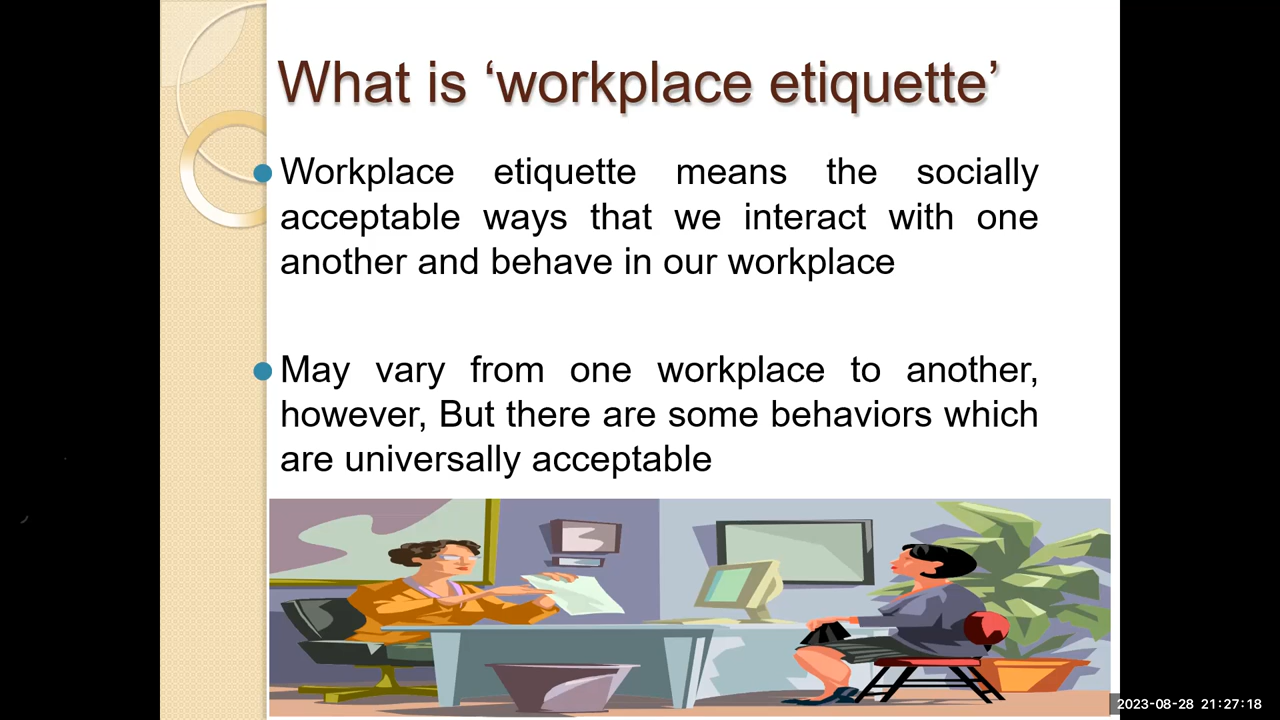 What is ‘workplace etiquette’
Workplace etiquette means the socially
acceptable ways that we interact with one
another and behave in our workplace
May vary from one workplace to another,
however, But there are some behaviors which
are universally acceptable
2023-08-28 21:27:18